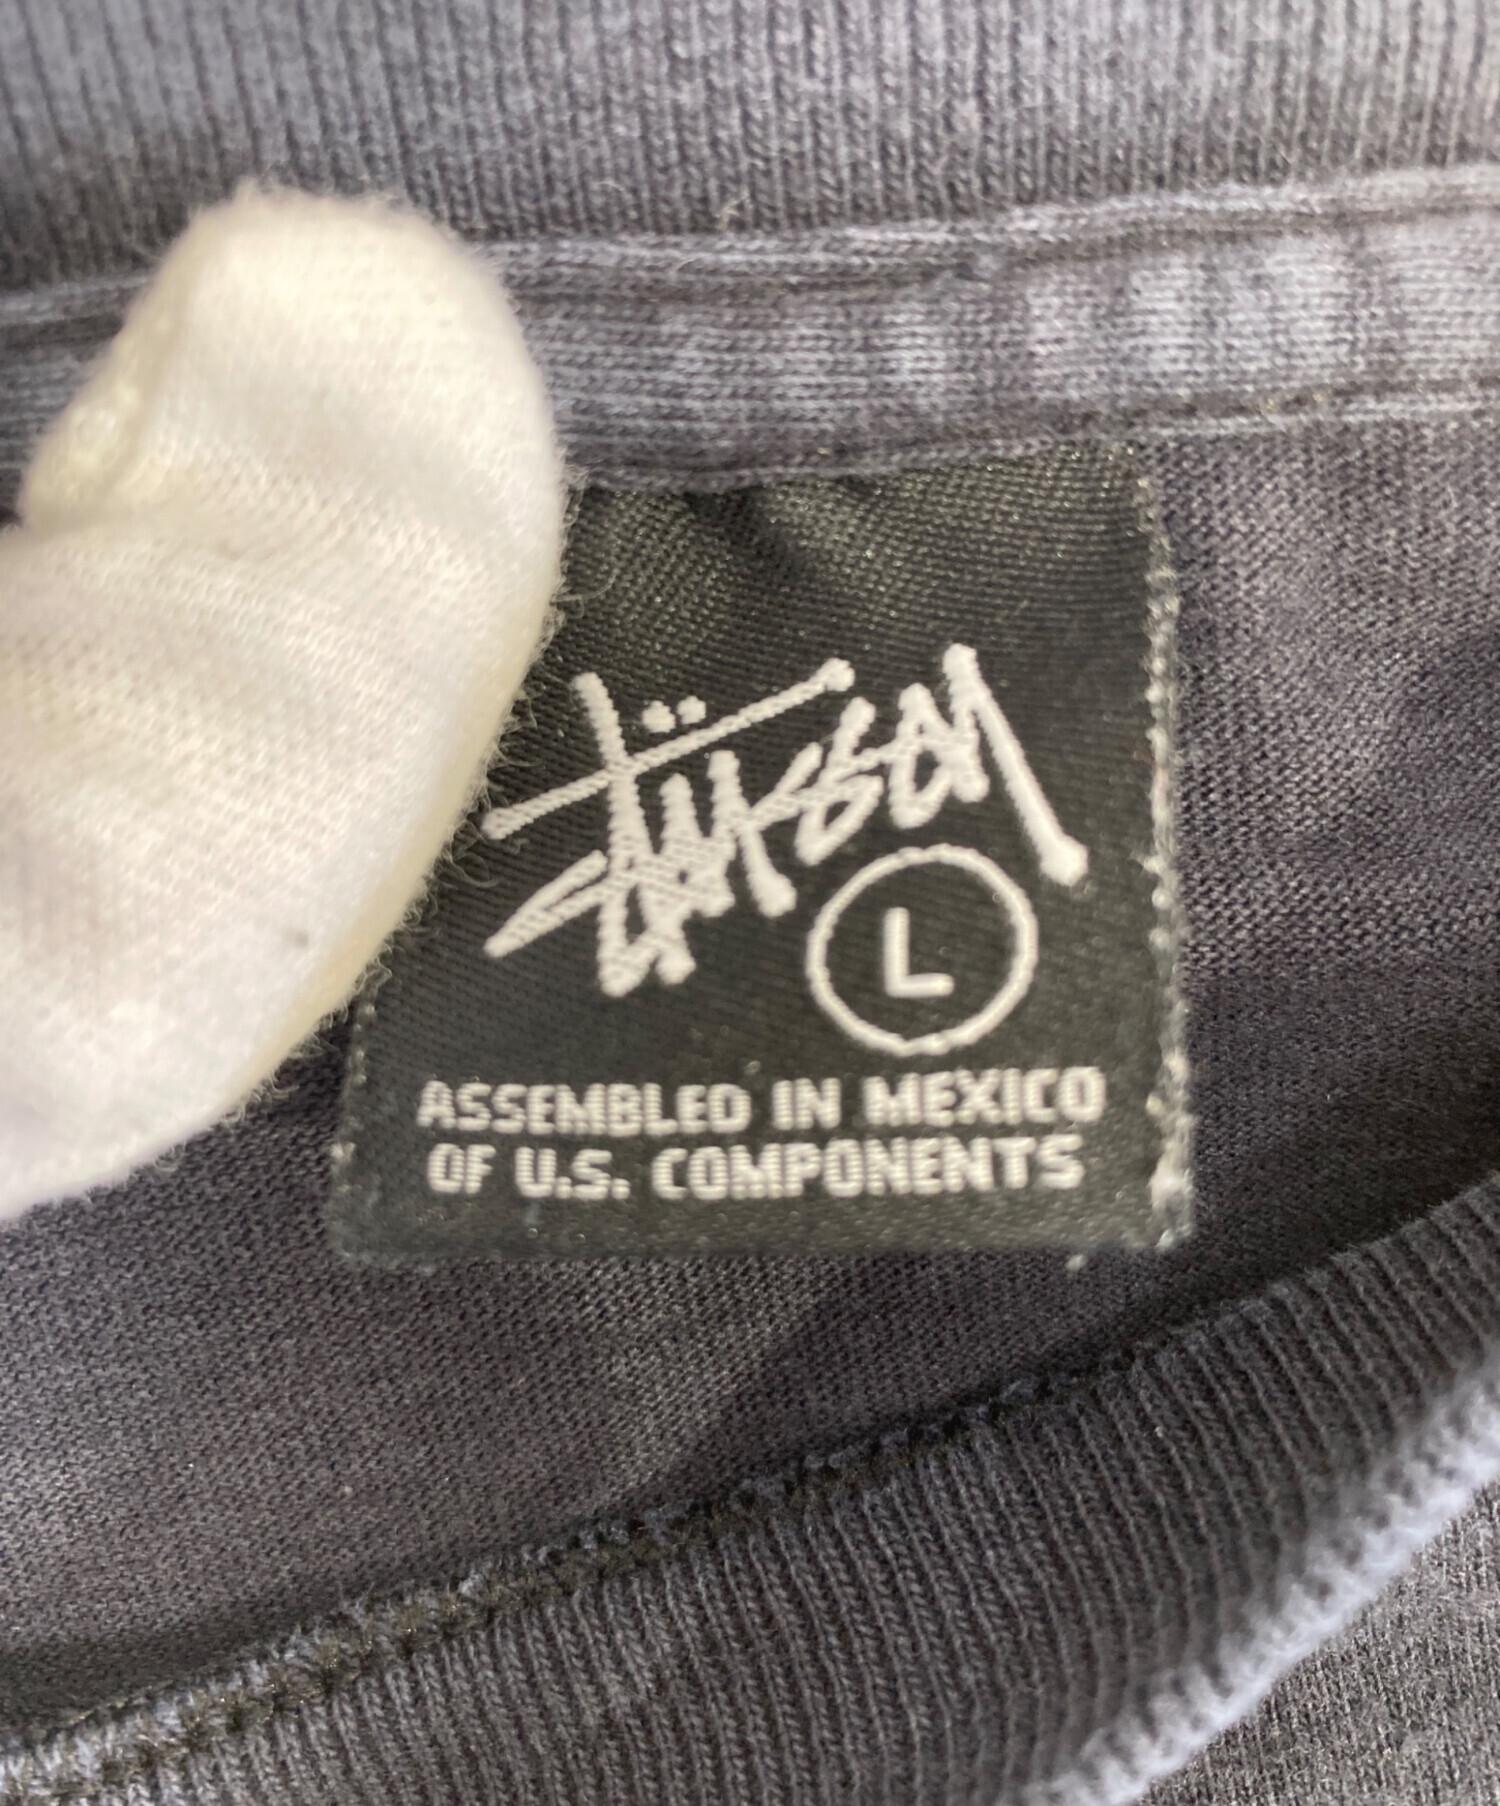 Stüssy
L
ASSEMBLED IN MEXICO
OF U.S. COMPONENTS